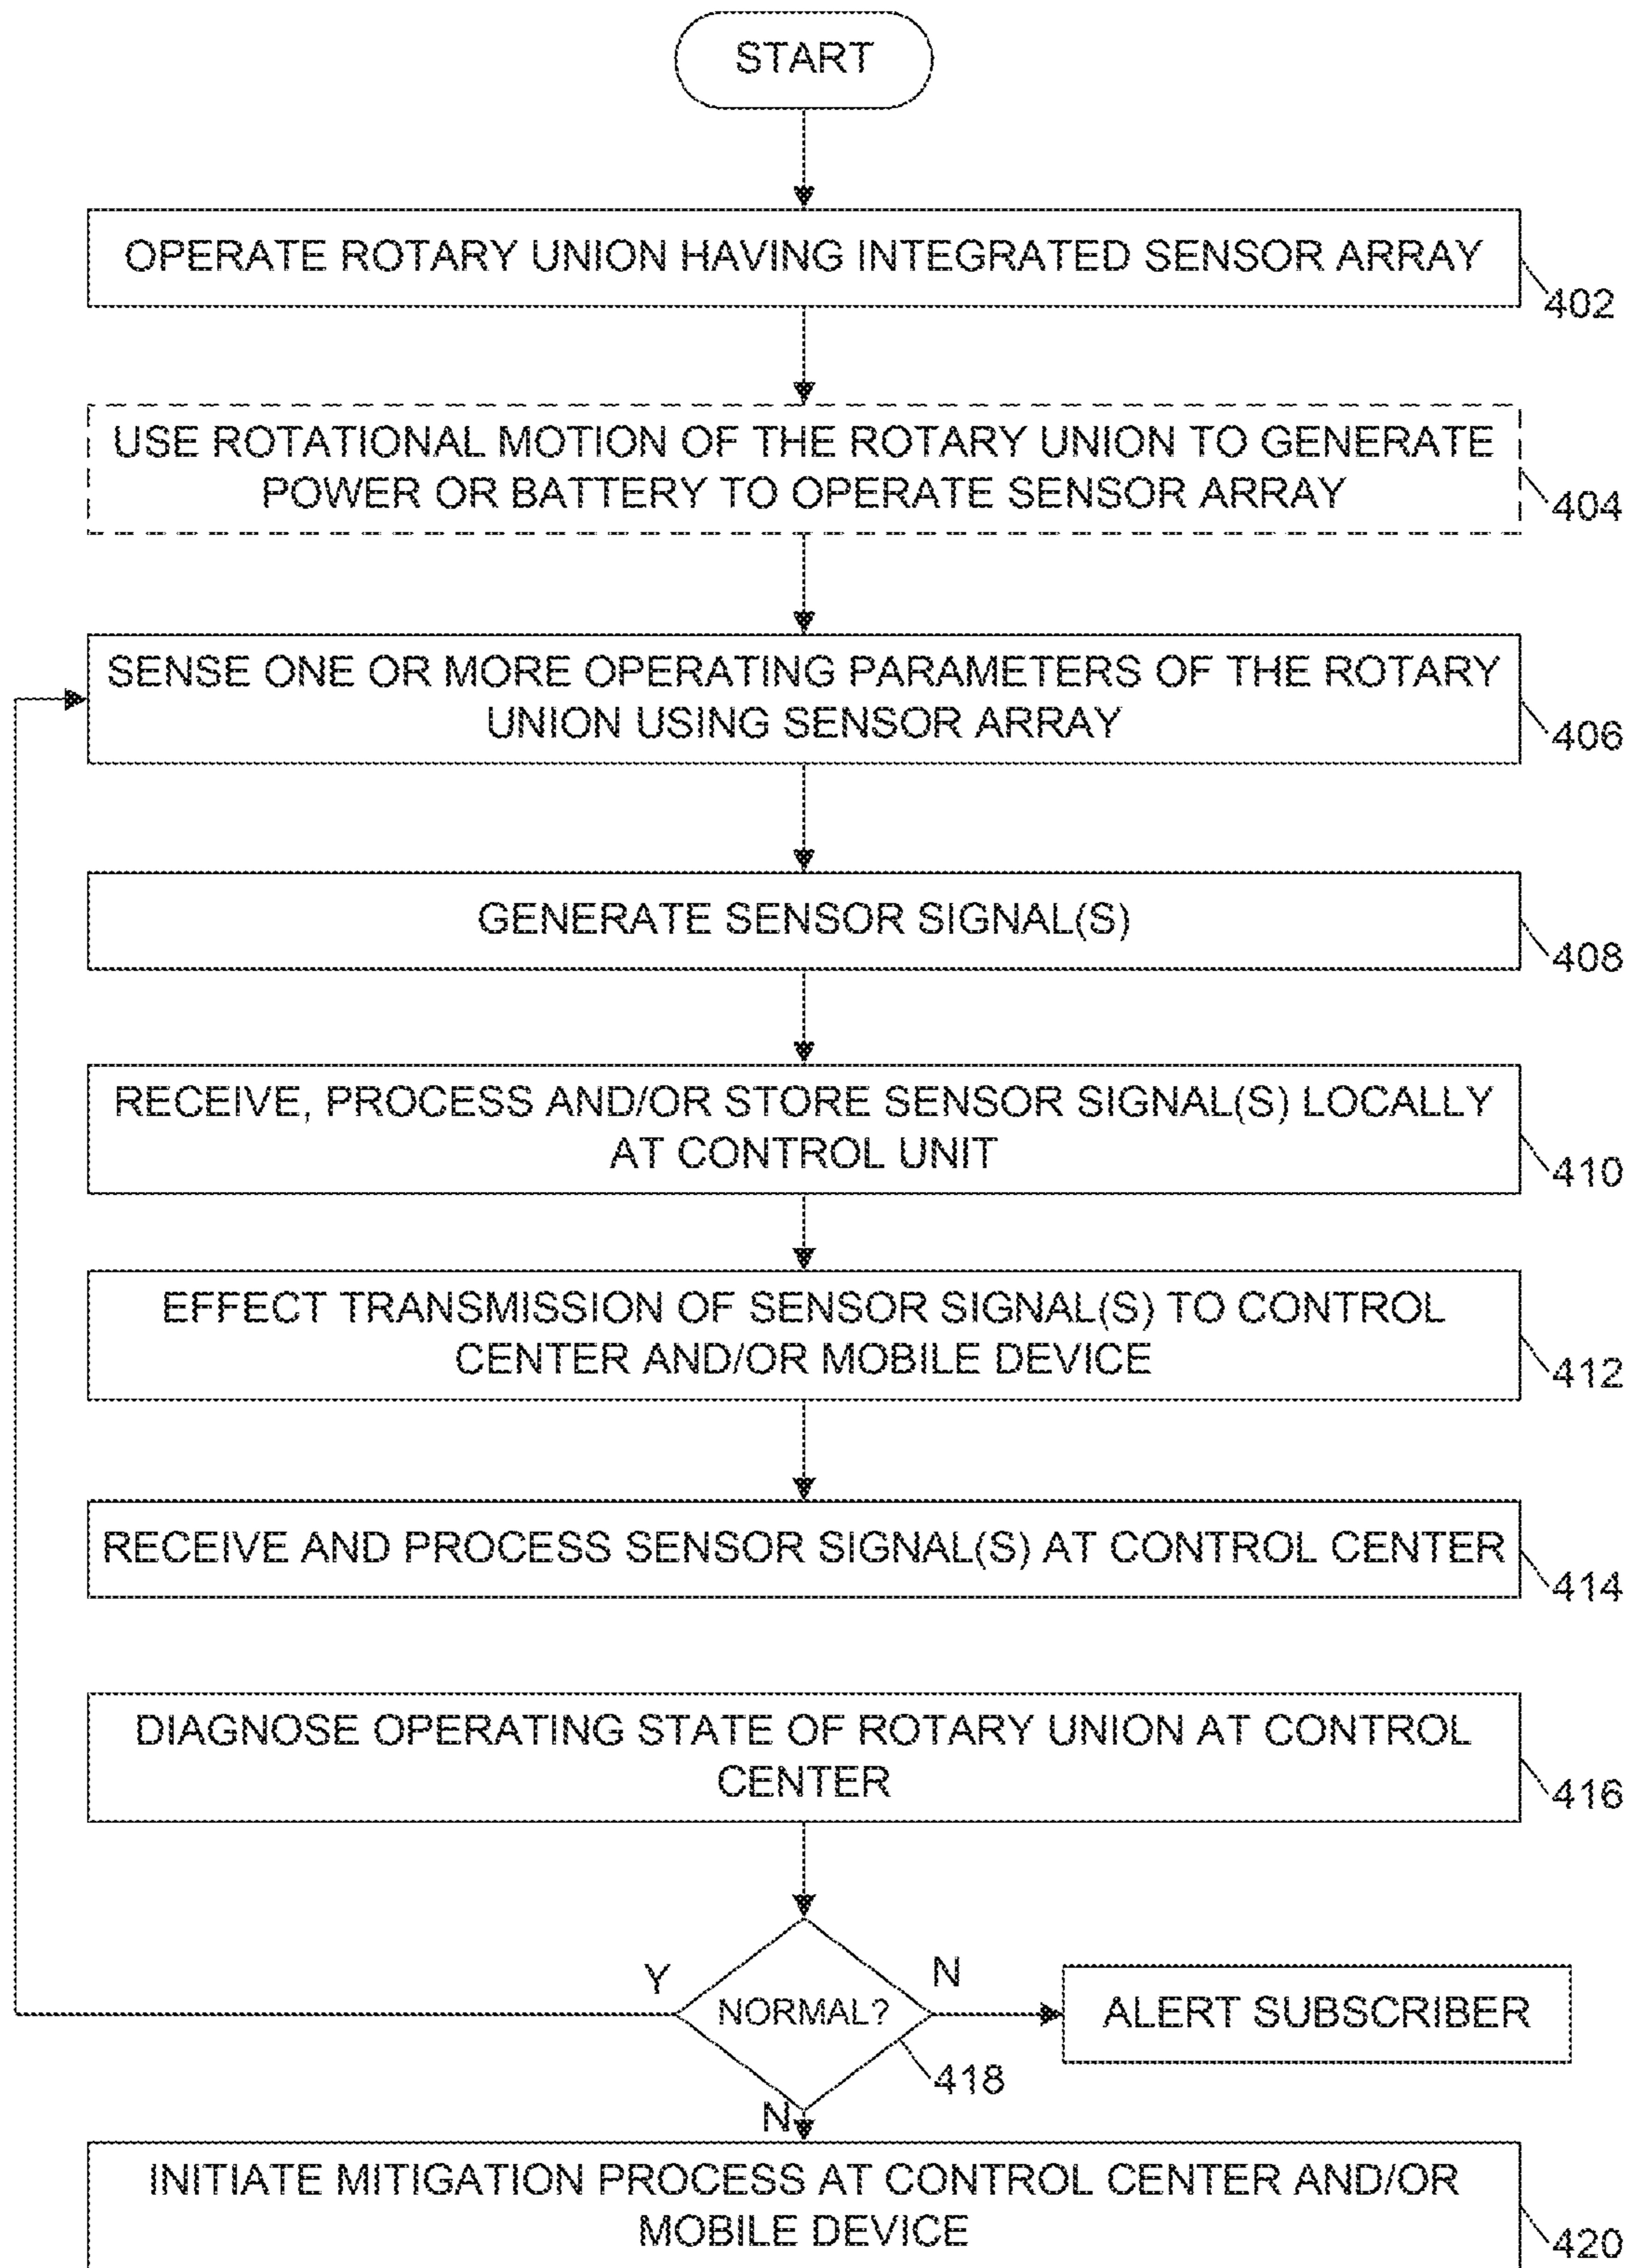 START
OPERATE ROTARY UNION HAVING INTEGRATED SENSOR ARRAY
402
USE ROTATIONAL MOTION OF THE ROTARY UNION TO GENERATE
POWER OR BATTERY TO OPERATE SENSOR ARRAY
404
SENSE ONE OR MORE OPERATING PARAMETERS OF THE ROTARY
UNION USING SENSOR ARRAY
406
GENERATE SENSOR SIGNAL(S)
408
RECEIVE, PROCESS AND/OR STORE SENSOR SIGNAL(S) LOCALLY
AT CONTROL UNIT
410
EFFECT TRANSMISSION OF SENSOR SIGNAL(S) TO CONTROL
CENTER AND/OR MOBILE DEVICE
412
RECEIVE AND PROCESS SENSOR SIGNAL(S) AT CONTROL CENTER
414
DIAGNOSE OPERATING STATE OF ROTARY UNION AT CONTROL
CENTER
416
Y
N
NORMAL?
ALERT SUBSCRIBER
418
N
INITIATE MITIGATION PROCESS AT CONTROL CENTER AND/OR
MOBILE DEVICE
420